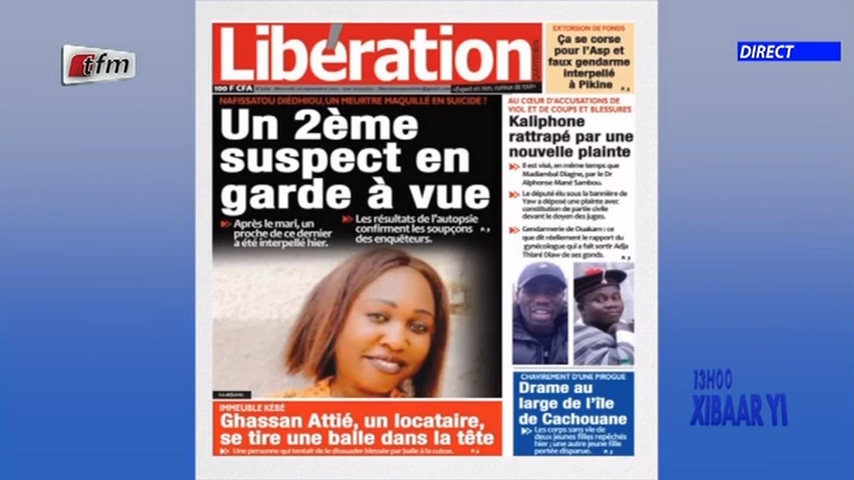 tfm
DIRECT
Libération
QUOTIDIEN
100 F CFA
EXTORSION DE FONDS
Ça se corse
pour l'Asp et
faux gendarme
interpellé
à Pikine
NAFISSATOU DIÉDHIOU, UN MEURTRE MAQUILLÉ EN SUICIDE ?
Un 2ème
suspect en
garde à vue
Après le mari, un
proche de ce dernier
a été interpellé hier.
Les résultats de l'autopsie
confirment les soupçons
des enquêteurs.
AU CŒUR D'ACCUSATIONS DE
VIOL ET DE COUPS ET BLESSURES
Kaliphone
rattrapé par une
nouvelle plainte
Il est visé, en même temps que
Madiambal Diagne, par le Dr
Alphonse Mané Sambou.
Le député élu sous la bannière de
Yaw a déposé une plainte avec
constitution de partie civile
devant le doyen des juges.
Gendarmerie de Ouakam : ce
que dit réellement le rapport du
gynécologue qui a fait sortir Adja
Thiaré Diaw de ses gonds.
IMMEUBLE KÉBÉ
Ghassan Attié, un locataire,
se tire une balle dans la tête
Une personne qui tentait de le dissuader blessée par balle à la cuisse.
CHAVIREMENT D'UNE PIROGUE
Drame au
large de l'île
de Cachouane
Les corps sans vie de
deux jeunes filles repêchés
hier ; une autre jeune fille
portée disparue.
13H00
XIBAAR YI